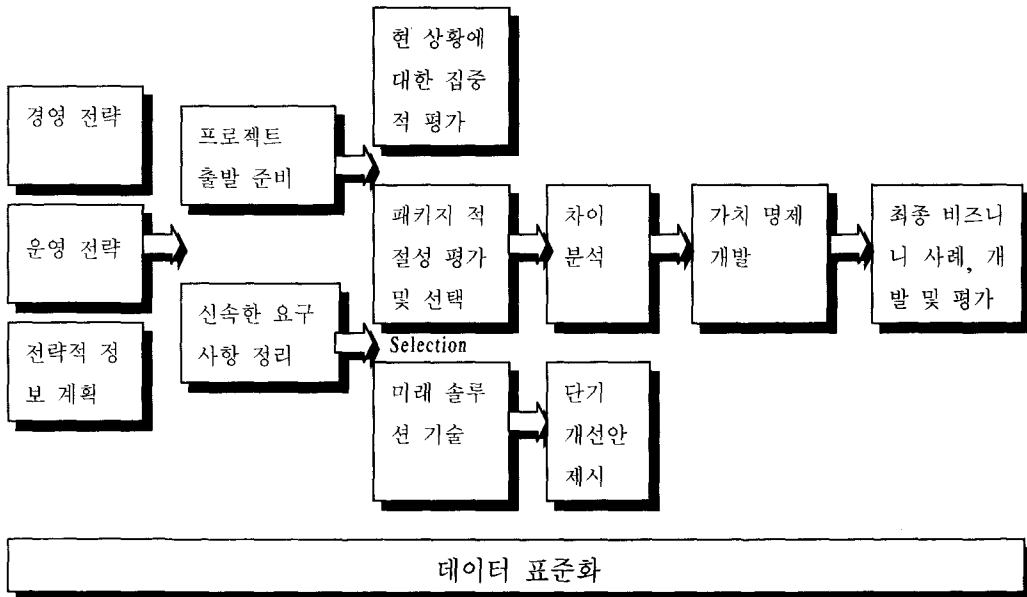 경영 전략
운영 전략
전략적 정
보 계획
프로젝트
출발 준비
신속한 요구
사항 정리
현 상황에
대한 집중
적 평가
패키지 적
절성 평가
및 선택
Selection
미래 솔루
션 기술
차이
분석
단기
개선안
제시
가치 명제
개발
최종 비즈니
니 사례, 개
발 및 평가
데이터 표준화